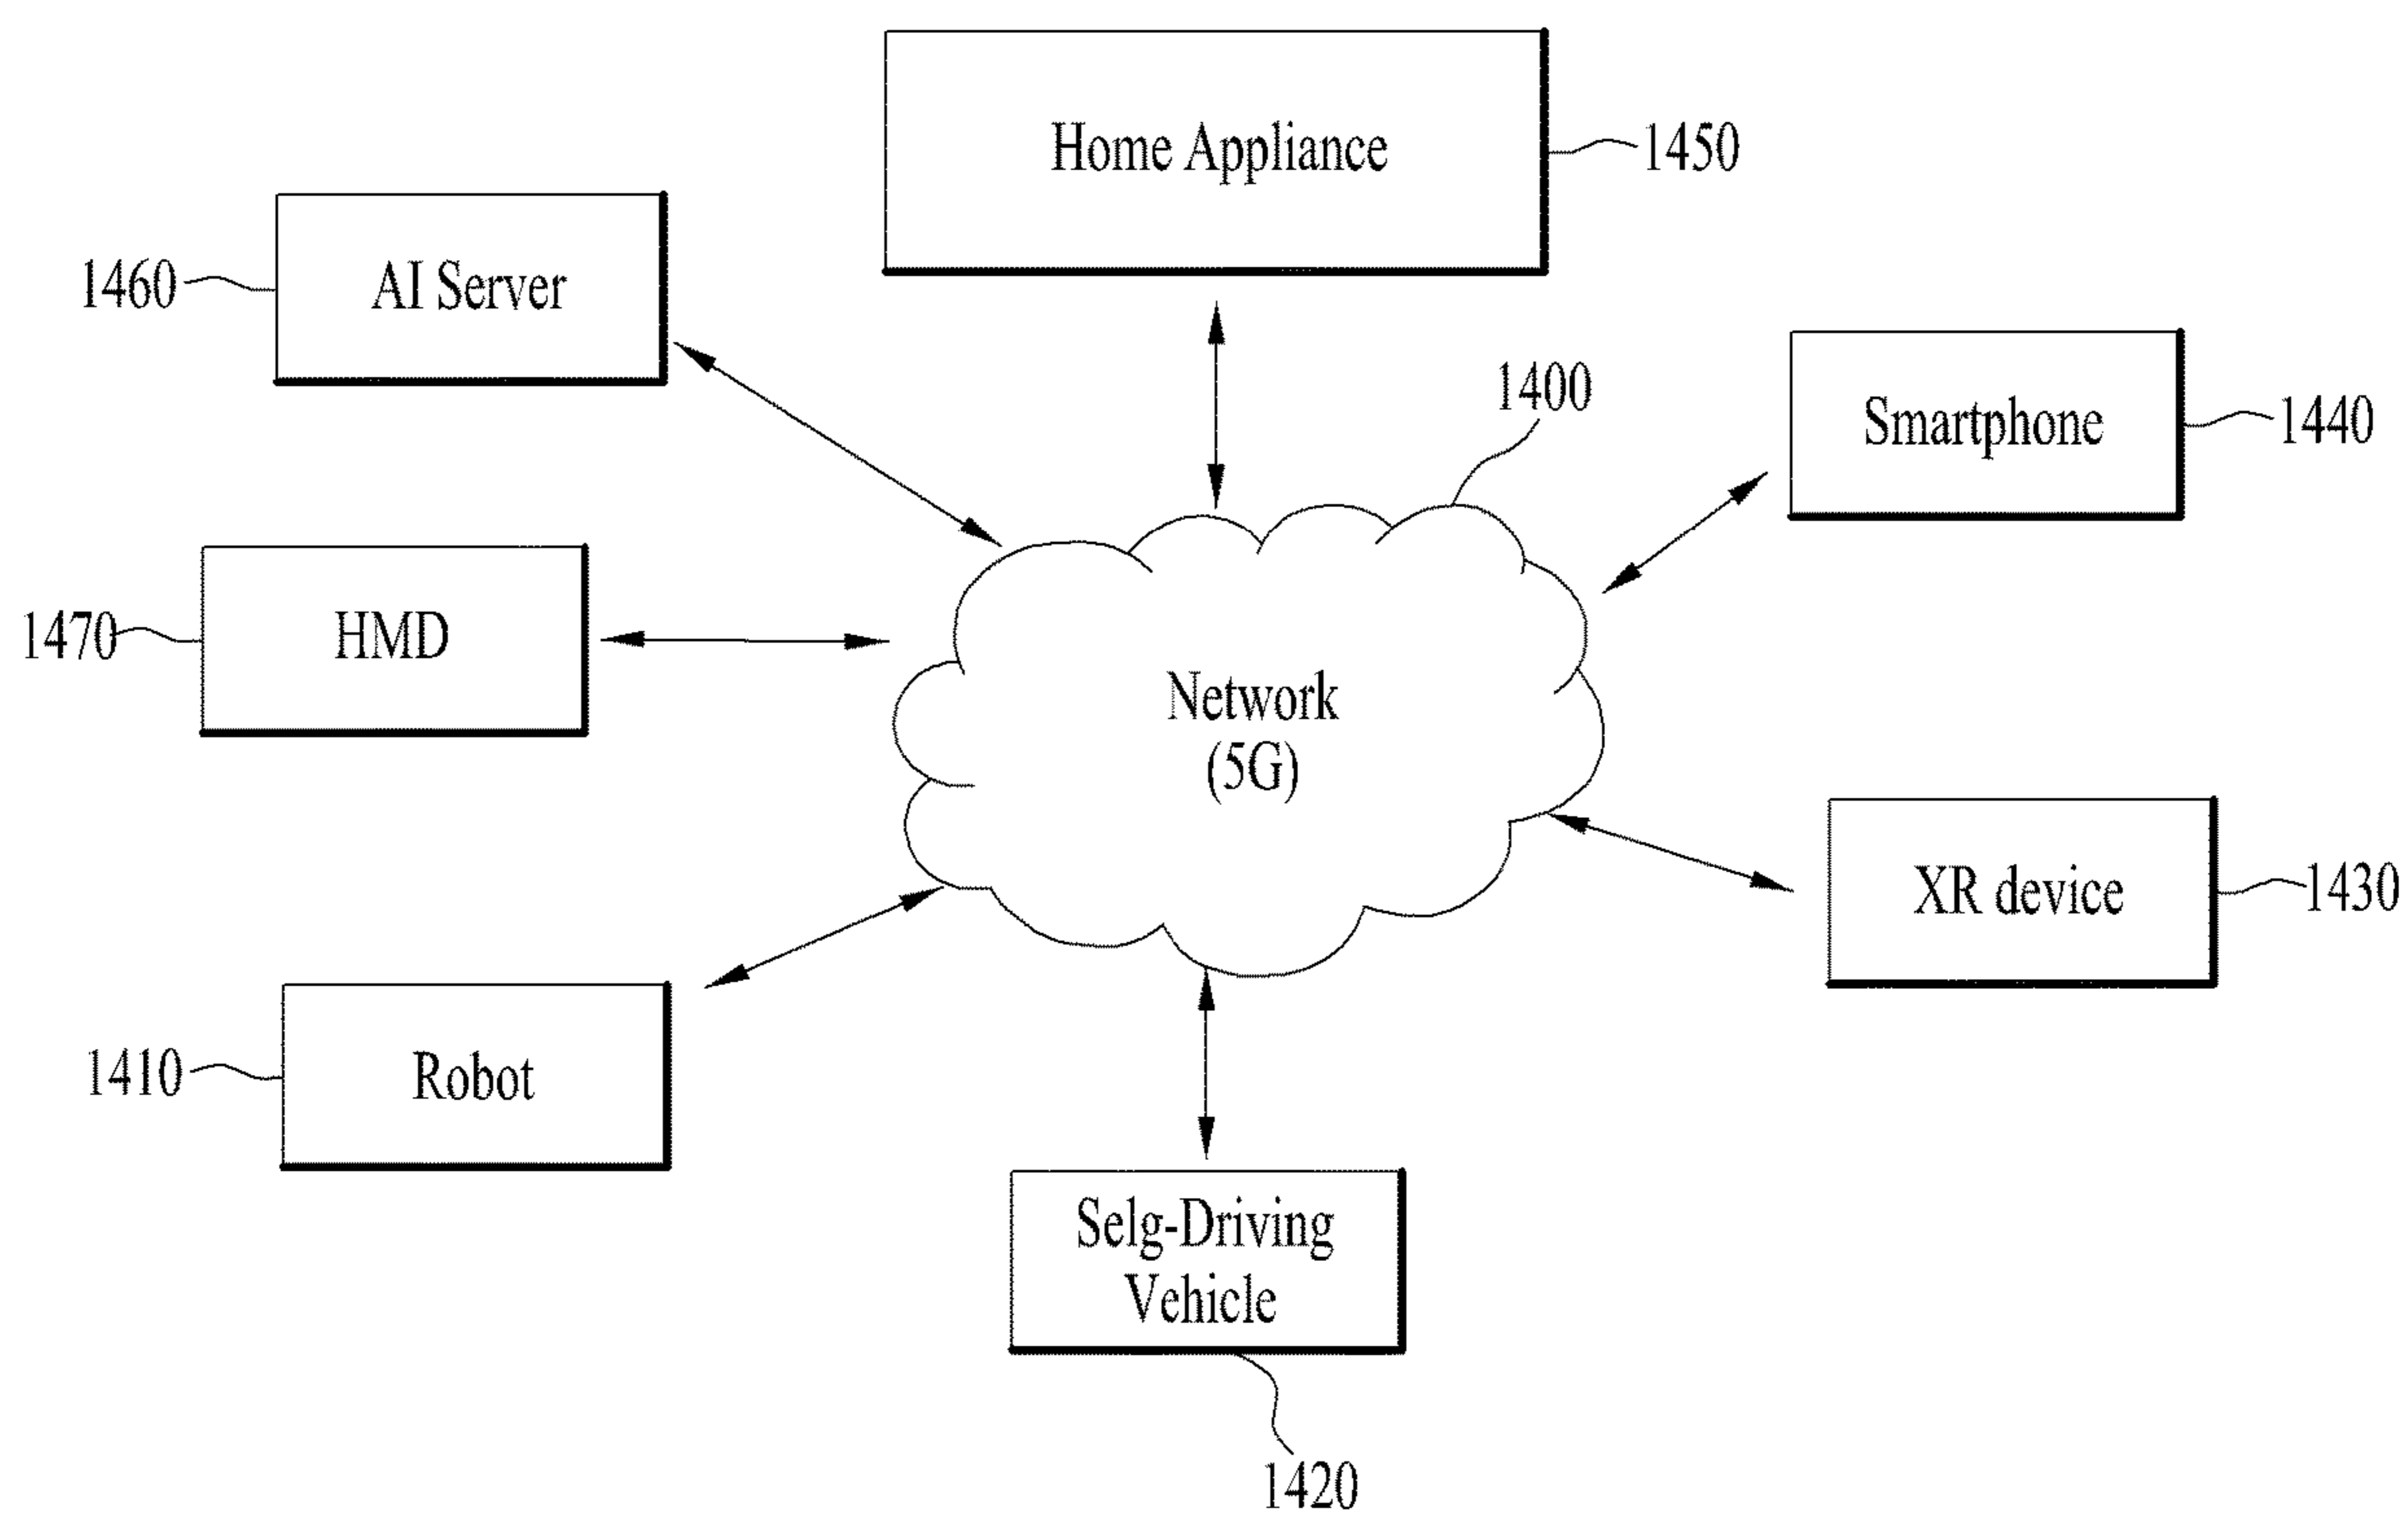 Home Appliance
1450
AI Server
1460
1400
Smartphone
1440
HMD
1470
Network
(5G)
XR device
1430
Robot
1410
Selg-Driving
Vehicle
1420